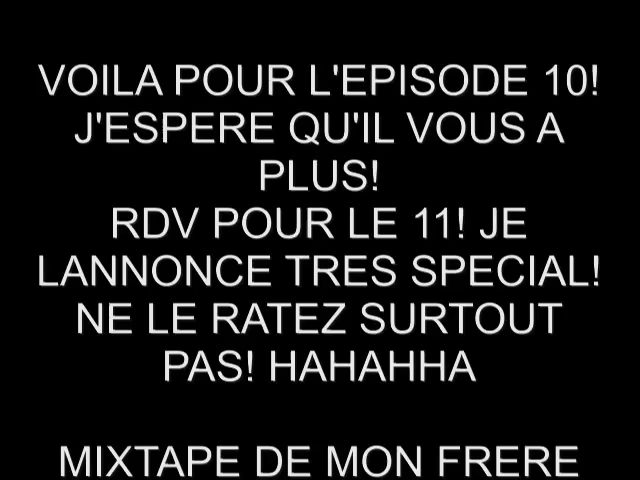 VOILA POUR L'EPISODE 10!
J'ESPERE QU'IL VOUS A
PLUS!
RDV POUR LE 11! JE
LANNONCE TRES SPECIAL!
NE LE RATEZ SURTOUT
PAS! HAHAHHA
MIXTAPE DE MON FRERE